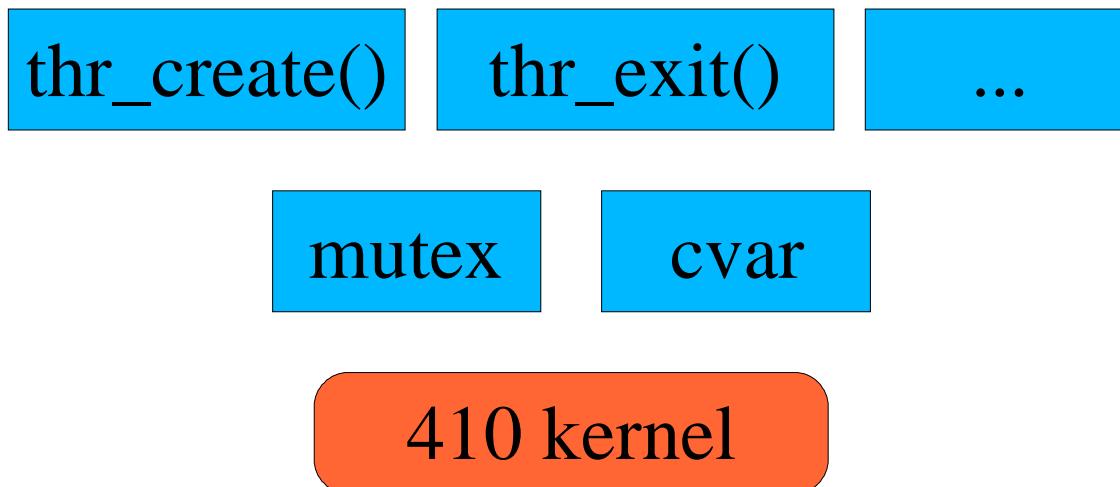 thr_create() thr_exit() ...
mutex cvar
410 kernel